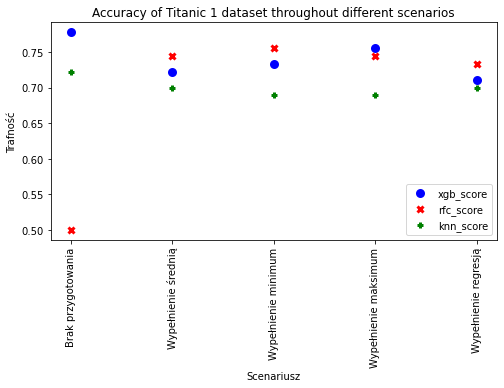 Accuracy of Titanic 1 dataset throughout different scenarios
Trafność
0.75
0.70
0.65
0.60
0.55
0.50
xgb_score
rfc_score
knn_score
Brak przygotowania
Wypełnienie średnią
Wypełnienie minimum
Wypełnienie maksimum
Wypełnienie regresją
Scenariusz